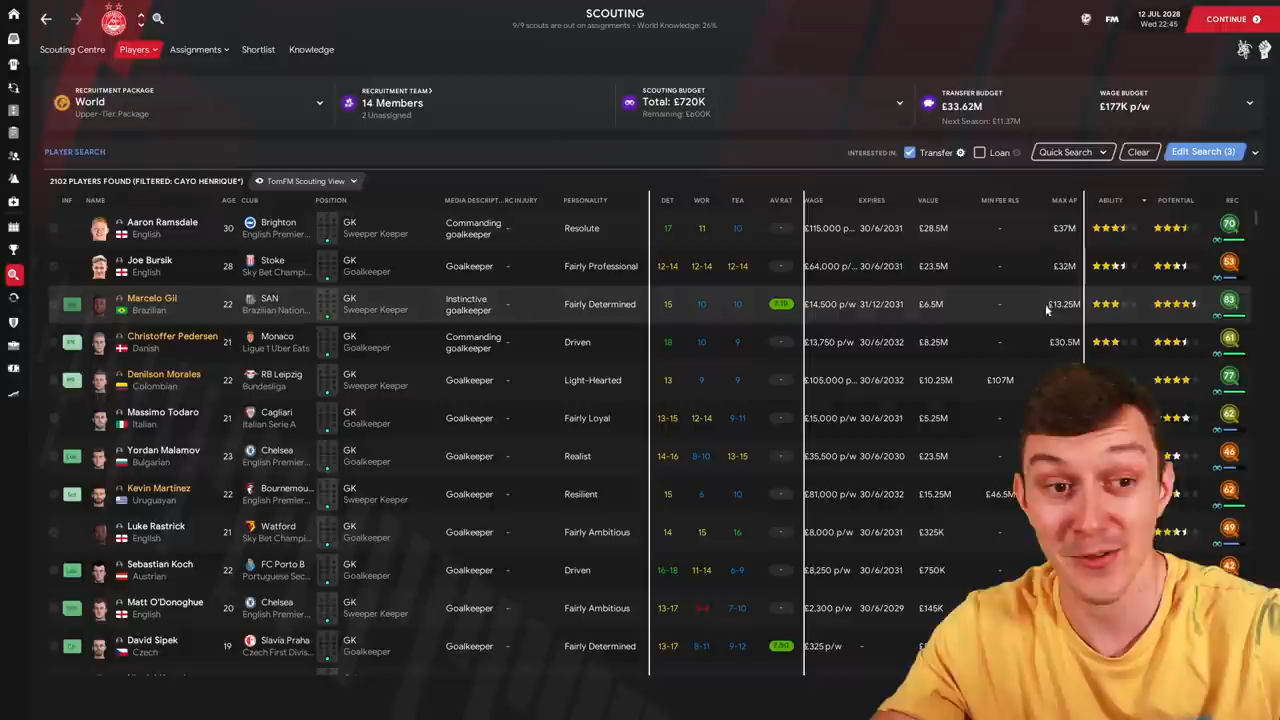 SCOUTING
9/9 scouts are out on assignments - World Knowledge: 26%
FM
12 JUL 2028
Wed 22:45
CONTINUE
Scouting Centre Players Assignments Shortlist Knowledge
RECRUITMENT PACKAGE
World
Upper-Tier Package
RECRUITMENT TEAM
14 Members
2 Unassigned
SCOUTING BUDGET
Total: £720K
Remaining: £600K
TRANSFER BUDGET
£33.62M
Next Season: £11.37M
WAGE BUDGET
£177K p/w
PLAYER SEARCH
INTERESTED IN: Transfer Loan Quick Search Clear Edit Search (3)
2102 PLAYERS FOUND (FILTERED: CAYO HENRIQUE*) TomFM Scouting View
INF NAME AGE CLUB POSITION MEDIA DESCRIPT... RC INJURY PERSONALITY DET WOR TEA AV RAT WAGE EXPIRES VALUE MIN FEE RLS MAX AP ABILITY POTENTIAL REC
Aaron Ramsdale 30 Brighton GK Commanding goalkeeper - Resolute 17 11 10 - £115,000 p... 30/6/2031 £28.5M - £37M 70
English English Premier... Sweeper Keeper
Joe Bursik 28 Stoke GK Goalkeeper - Fairly Professional 12-14 12-14 12-14 - £64,000 p/... 30/6/2031 £23.5M - £32M 53
English Sky Bet Champi... Goalkeeper
Marcelo Gil 22 SAN GK Instinctive goalkeeper - Fairly Determined 15 10 10 7.19 £14,500 p/w 31/12/2031 £6.5M - £13.25M 83
Brazilian Brazilian Nation... Sweeper Keeper
Christoffer Pedersen 21 Monaco GK Commanding goalkeeper - Driven 18 10 9 - £13,750 p/w 30/6/2031 £8.25M - £30.5M 61
Danish Ligue 1 Uber Eats Sweeper Keeper
Denilson Morales 22 RB Leipzig GK Goalkeeper - Light-Hearted 13 9 9 - £105,000 p... 30/6/2032 £10.25M £107M 77
Colombian Bundesliga Sweeper Keeper
Massimo Todaro 21 Cagliari GK Goalkeeper - Fairly Loyal 13-15 12-14 9-11 - £15,000 p/w 30/6/2031 £5.25M - 62
Italian Italian Serie A Goalkeeper
Yordan Malamov 23 Chelsea GK Goalkeeper - Realist 14-16 8-10 13-15 - £35,500 p/w 30/6/2030 £23.5M - 46
Bulgarian English Premier... Goalkeeper
Kevin Martínez 22 Bournemou... GK Goalkeeper - Resilient 15 6 10 - £81,000 p/w 30/6/2032 £15.25M £46.5M 62
Uruguayan English Premier... Goalkeeper
Luke Rastrick 21 Watford GK Goalkeeper - Fairly Ambitious 14 15 16 - £8,000 p/w 30/6/2031 £325K - 49
English Sky Bet Champi... Goalkeeper
Sebastian Koch 22 FC Porto B GK Goalkeeper - Driven 16-18 11-14 6-9 - £8,250 p/w 30/6/2031 £750K - 42
Austrian Portuguese Sec... Goalkeeper
Matt O'Donoghue 20 Chelsea GK Goalkeeper - Fairly Ambitious 13-17 7-10 - £2,300 p/w 30/6/2029 £145K -
English English Premier... Sweeper Keeper
David Sipek 19 Slavia Praha GK Goalkeeper - Fairly Determined 13-17 8-11 9-12 £325 p/w -
Czech Czech First Divis... Sweeper Keeper